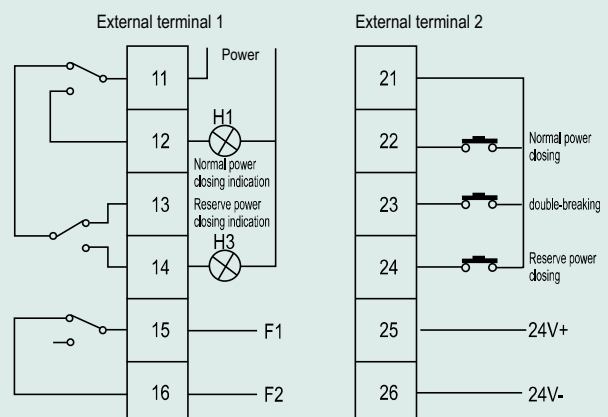 External terminal 1
External terminal 2
11
Power
12
H1
Normal power
closing indication
13
Reserve power
closing indication
14
H3
15
F1
16
F2
21
22
Normal power
closing
23
double-breaking
24
Reserve power
closing
25
24V+
26
24V-